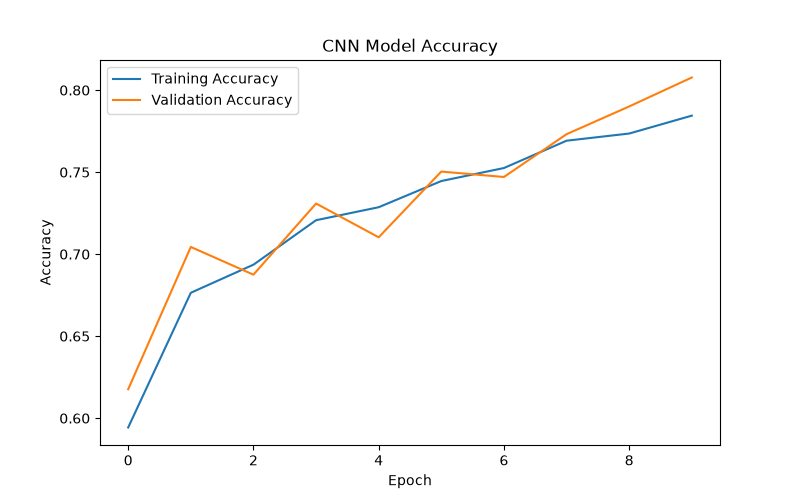 CNN Model Accuracy
Training Accuracy
Validation Accuracy
0.80
0.75
0.70
0.65
0.60
Accuracy
0 2 4 6 8
Epoch